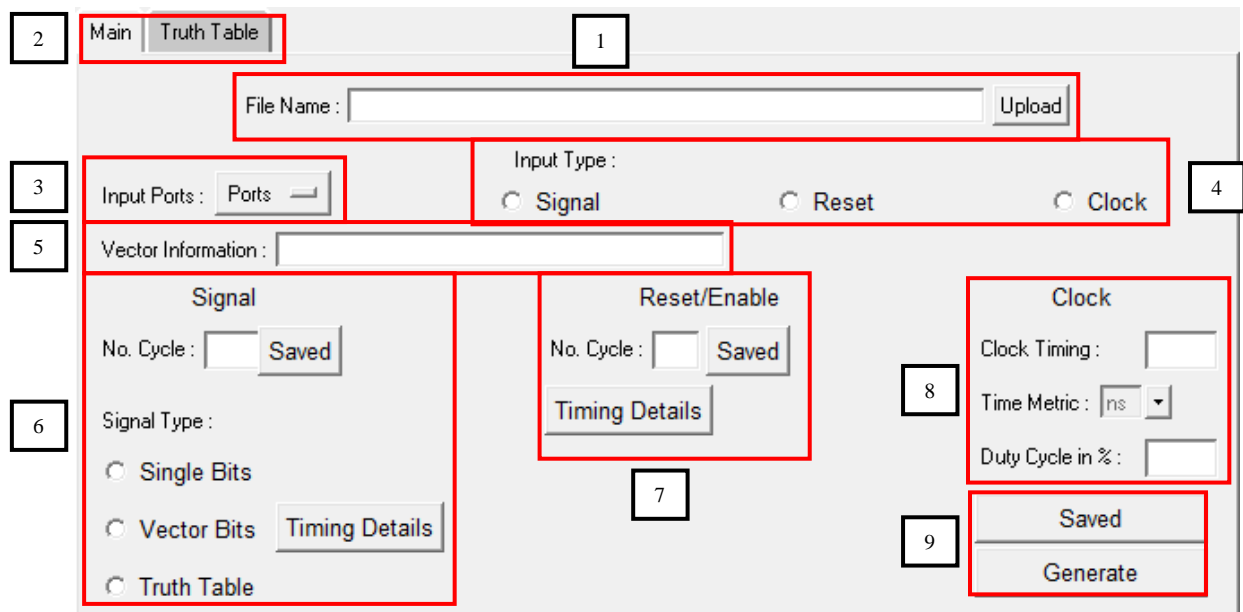 2
Main
Truth Table
1
File Name :
Upload
3
Input Ports :
Ports
Input Type :
Signal
Reset
Clock
4
5
Vector Information :
Signal
No. Cycle :
Saved
6
Signal Type :
Single Bits
Vector Bits
Timing Details
Truth Table
Reset/Enable
No. Cycle :
Saved
Timing Details
7
Clock
8
Clock Timing :
Time Metric :
ns
Duty Cycle in % :
9
Saved
Generate